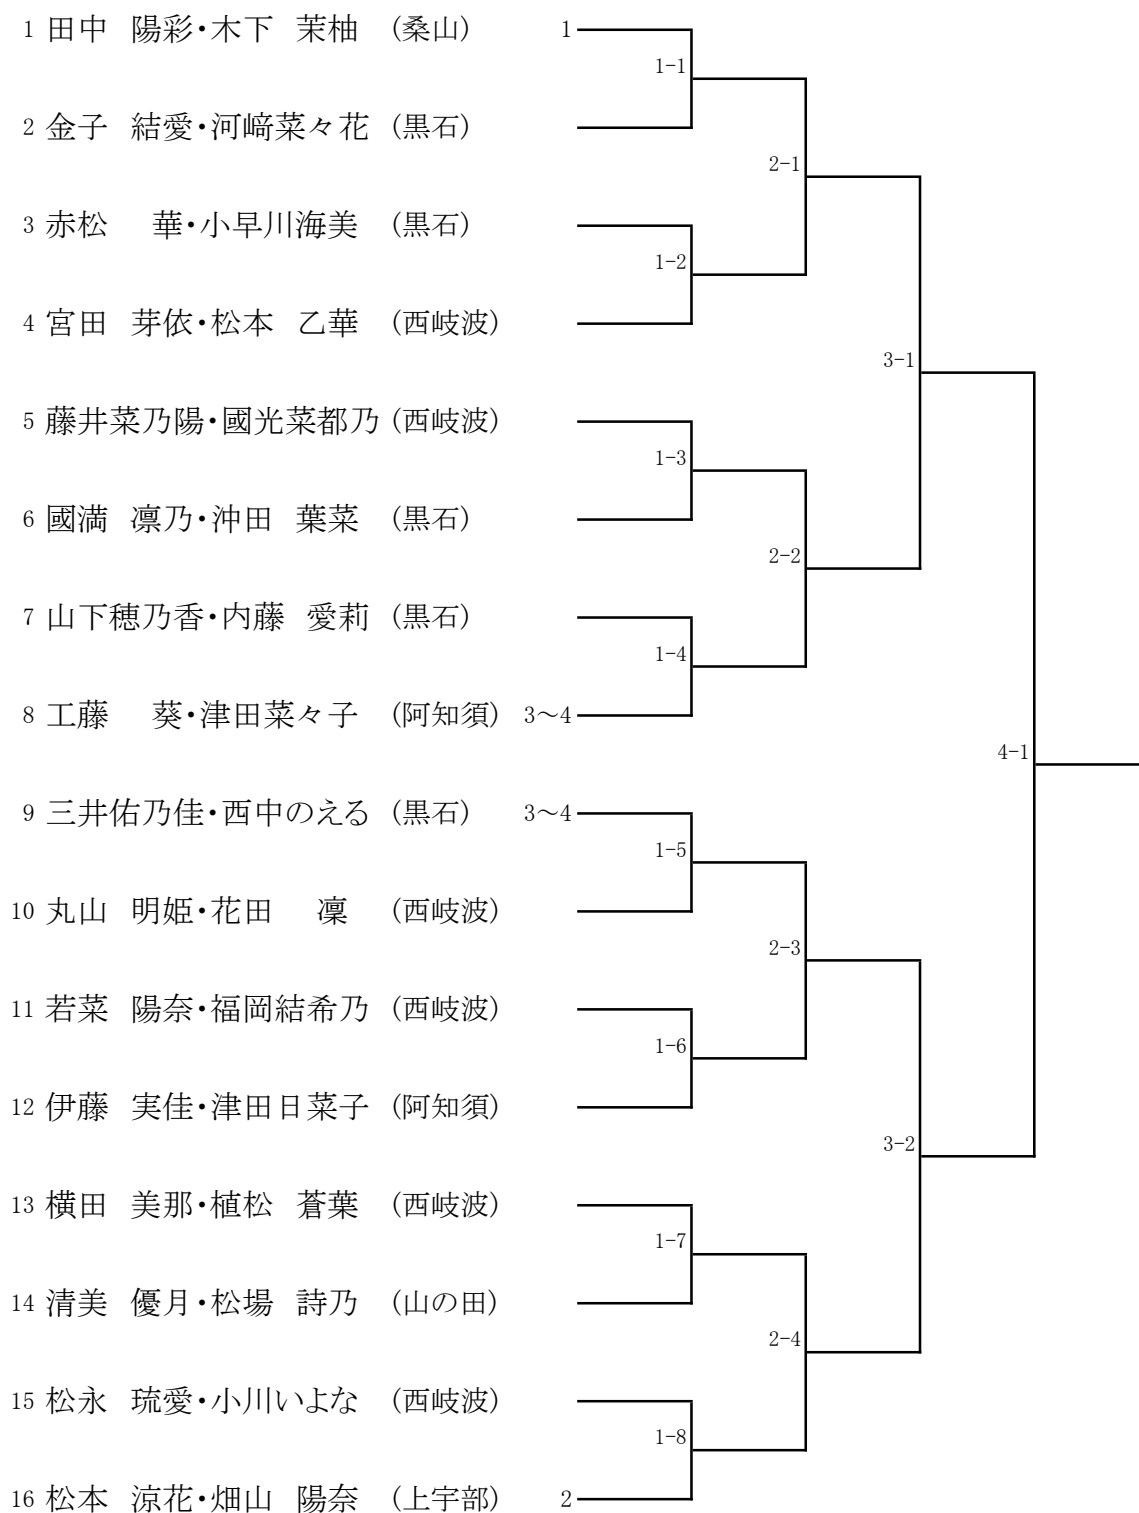 1 田中　陽彩・木下　茉柚 (桑山) 1
1-1
2 金子　結愛・河﨑菜々花 (黒石)
2-1
3 赤松　華・小早川海美 (黒石)
1-2
4 宮田　芽依・松本　乙華 (西岐波)
3-1
5 藤井菜乃陽・國光菜都乃 (西岐波)
1-3
6 國満　凛乃・沖田　葉菜 (黒石)
2-2
7 山下穂乃香・内藤　愛莉 (黒石)
1-4
8 工藤　葵・津田菜々子 (阿知須) 3～4
4-1
9 三井佑乃佳・西中のえる (黒石) 3～4
1-5
10 丸山　明姫・花田　凜 (西岐波)
2-3
11 若菜　陽奈・福岡結希乃 (西岐波)
1-6
12 伊藤　実佳・津田日菜子 (阿知須)
3-2
13 横田　美那・植松　蒼葉 (西岐波)
1-7
14 清美　優月・松場　詩乃 (山の田)
2-4
15 松永　琉愛・小川いよな (西岐波)
1-8
16 松本　涼花・畑山　陽奈 (上宇部) 2